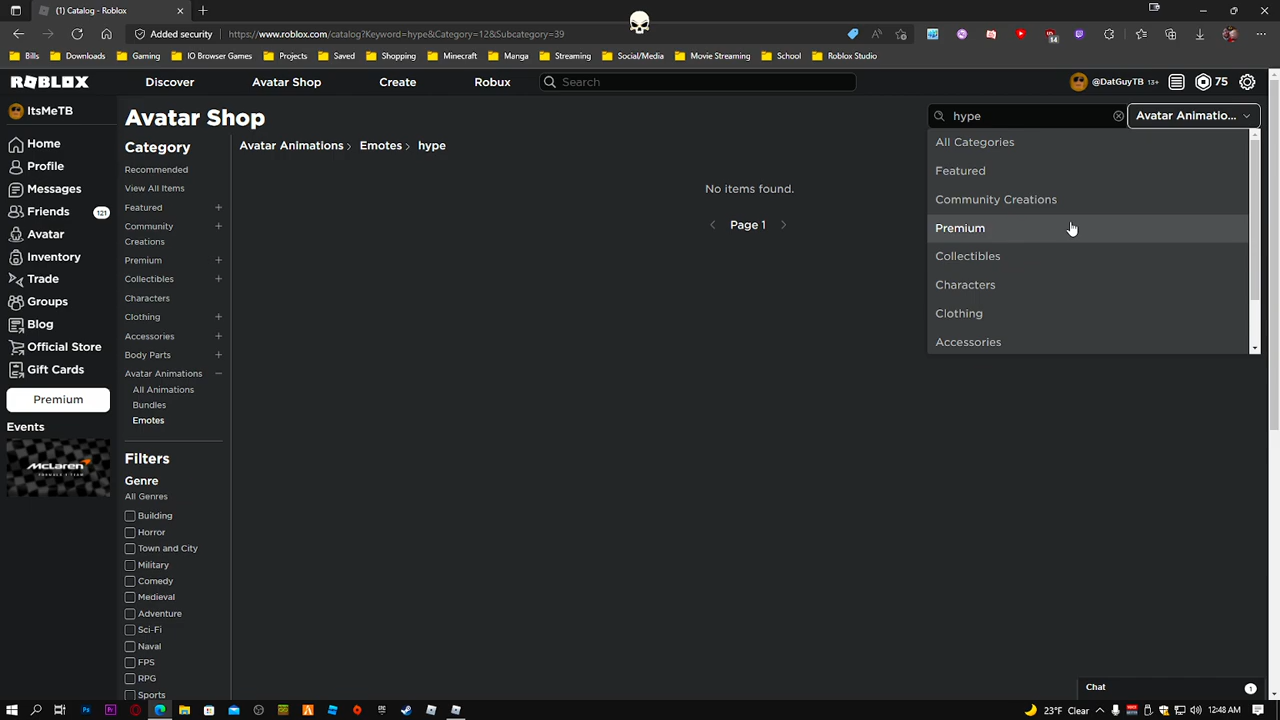 (1) Catalog - Roblox
Added security
https://www.roblox.com/catalog?Keyword=hype&Category=12&Subcategory=39
14
Bills
Downloads
Gaming
IO Browser Games
Projects
Saved
Shopping
Minecraft
Manga
Streaming
Social/Media
Movie Streaming
School
Roblox Studio
ROBLOX
Discover
Avatar Shop
Create
Robux
Search
@DatGuyTB 13+
75
ItsMeTB
Home
Profile
Messages
Friends
121
Avatar
Inventory
Trade
Groups
Blog
Official Store
Gift Cards
Premium
Events
McLaren
FORMULA 1 TEAM
Avatar Shop
Category
Recommended
View All Items
Featured +
Community
Creations +
Premium +
Collectibles +
Characters
Clothing +
Accessories +
Body Parts +
Avatar Animations −
All Animations
Bundles
Emotes
Filters
Genre
All Genres
Building
Horror
Town and City
Military
Comedy
Medieval
Adventure
Sci-Fi
Naval
FPS
RPG
Sports
Avatar Animations > Emotes > hype
No items found.
< Page 1 >
hype
Avatar Animatio...
All Categories
Featured
Community Creations
Premium
Collectibles
Characters
Clothing
Accessories
Chat
1
23°F Clear
12:48 AM